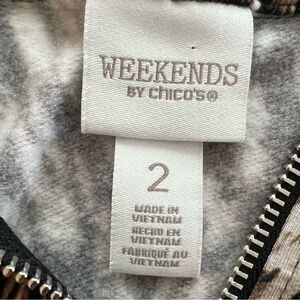 WEEKENDS
BY chico's®
2
MADE IN
VIETNAM
HECHO EN
VIETNAM
FABRIQUÉ AU
VIETNAM